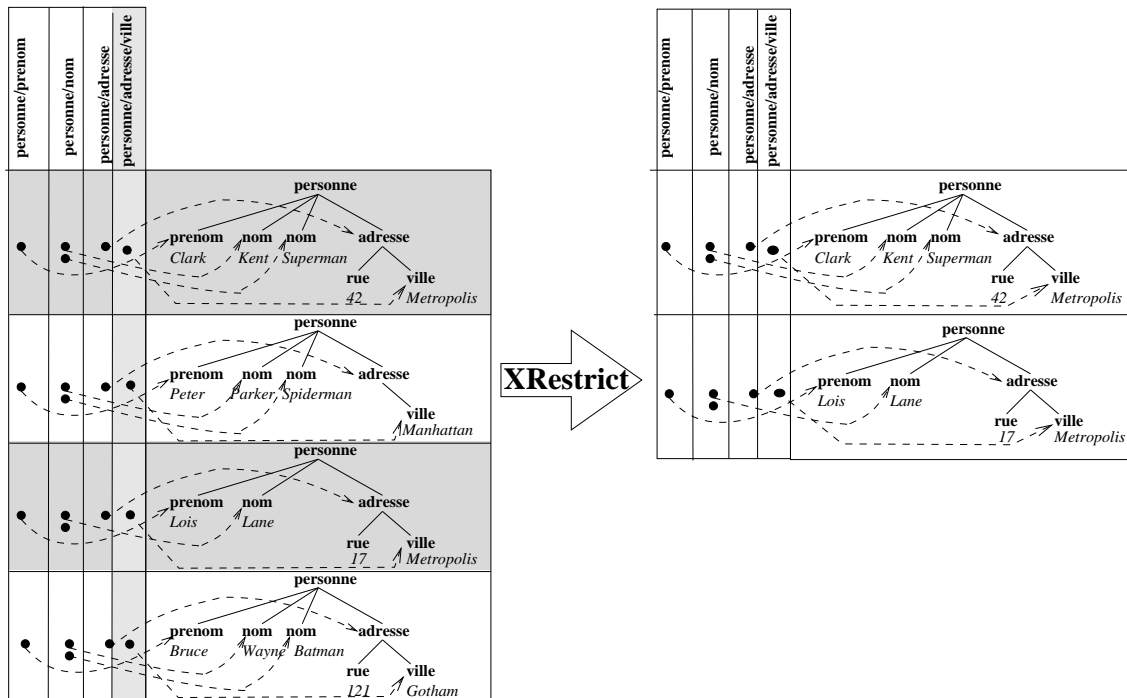 personne/prenom
personne/nom
personne/adresse
personne/adresse/ville
personne
prenom nom nom adresse
Clark Kent Superman
rue ville
42 Metropolis
personne
prenom nom nom adresse
Peter Parker Spiderman
ville
Manhattan
personne
prenom nom adresse
Lois Lane
rue ville
17 Metropolis
personne
prenom nom nom adresse
Bruce Wayne Batman
rue ville
121 Gotham
XRestrict
personne/prenom
personne/nom
personne/adresse
personne/adresse/ville
personne
prenom nom nom adresse
Clark Kent Superman
rue ville
42 Metropolis
personne
prenom nom adresse
Lois Lane
rue ville
17 Metropolis